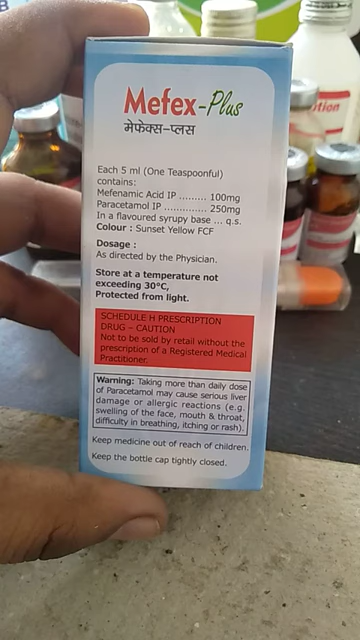 Mefex-Plus
मेफेक्स-प्लस
Each 5 ml (One Teaspoonful)
contains:
Mefenamic Acid IP ......... 100mg
Paracetamol IP .............. 250mg
In a flavoured syrupy base ... q.s.
Colour : Sunset Yellow FCF
Dosage :
As directed by the Physician.
Store at a temperature not
exceeding 30°C,
Protected from light.
SCHEDULE H PRESCRIPTION
DRUG – CAUTION
Not to be sold by retail without the
prescription of a Registered Medical
Practitioner.
Warning: Taking more than daily dose
of Paracetamol may cause serious liver
damage or allergic reactions (e.g.
swelling of the face, mouth & throat,
difficulty in breathing, itching or rash).
Keep medicine out of reach of children.
Keep the bottle cap tightly closed.